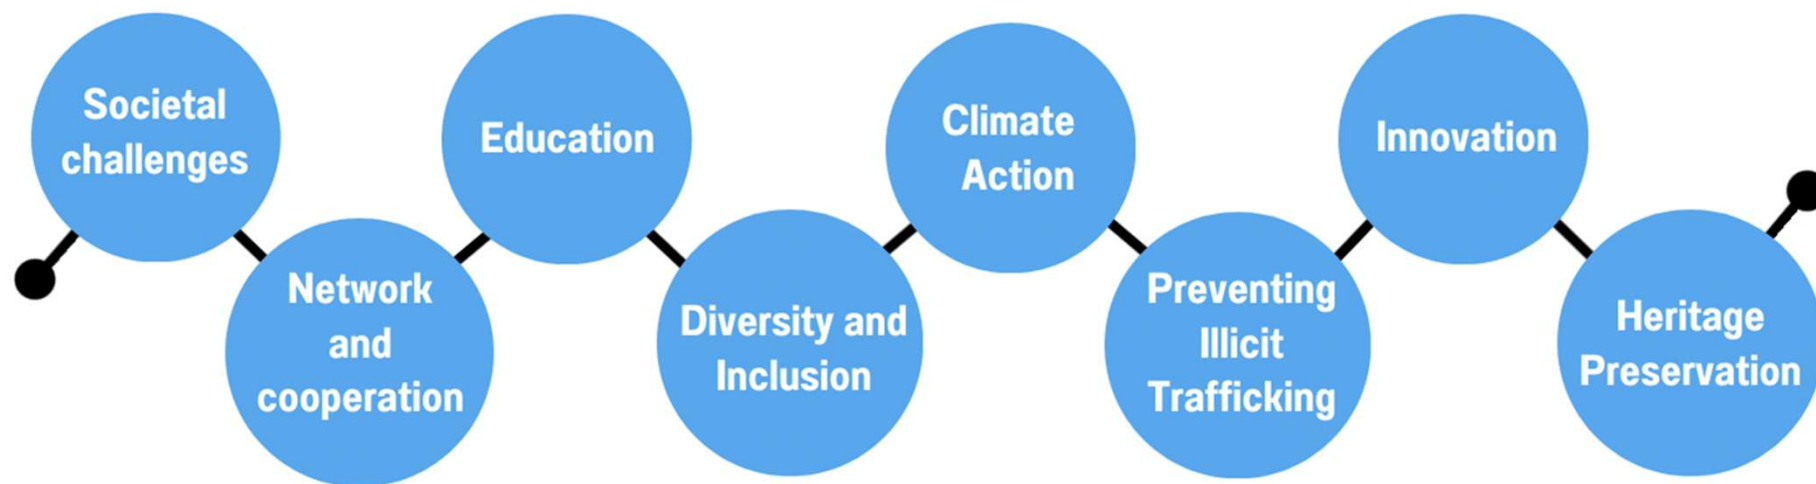 Societal
challenges
Network
and
cooperation
Education
Diversity and
Inclusion
Climate
Action
Preventing
Illicit
Trafficking
Innovation
Heritage
Preservation